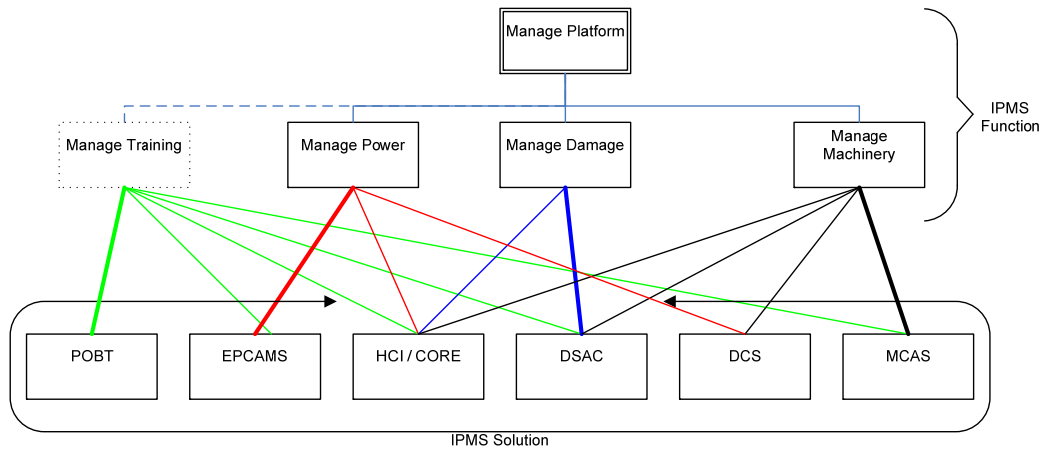 Manage Platform
IPMS
Function
Manage Training
Manage Power
Manage Damage
Manage
Machinery
POBT
EPCAMS
HCI / CORE
DSAC
DCS
MCAS
IPMS Solution